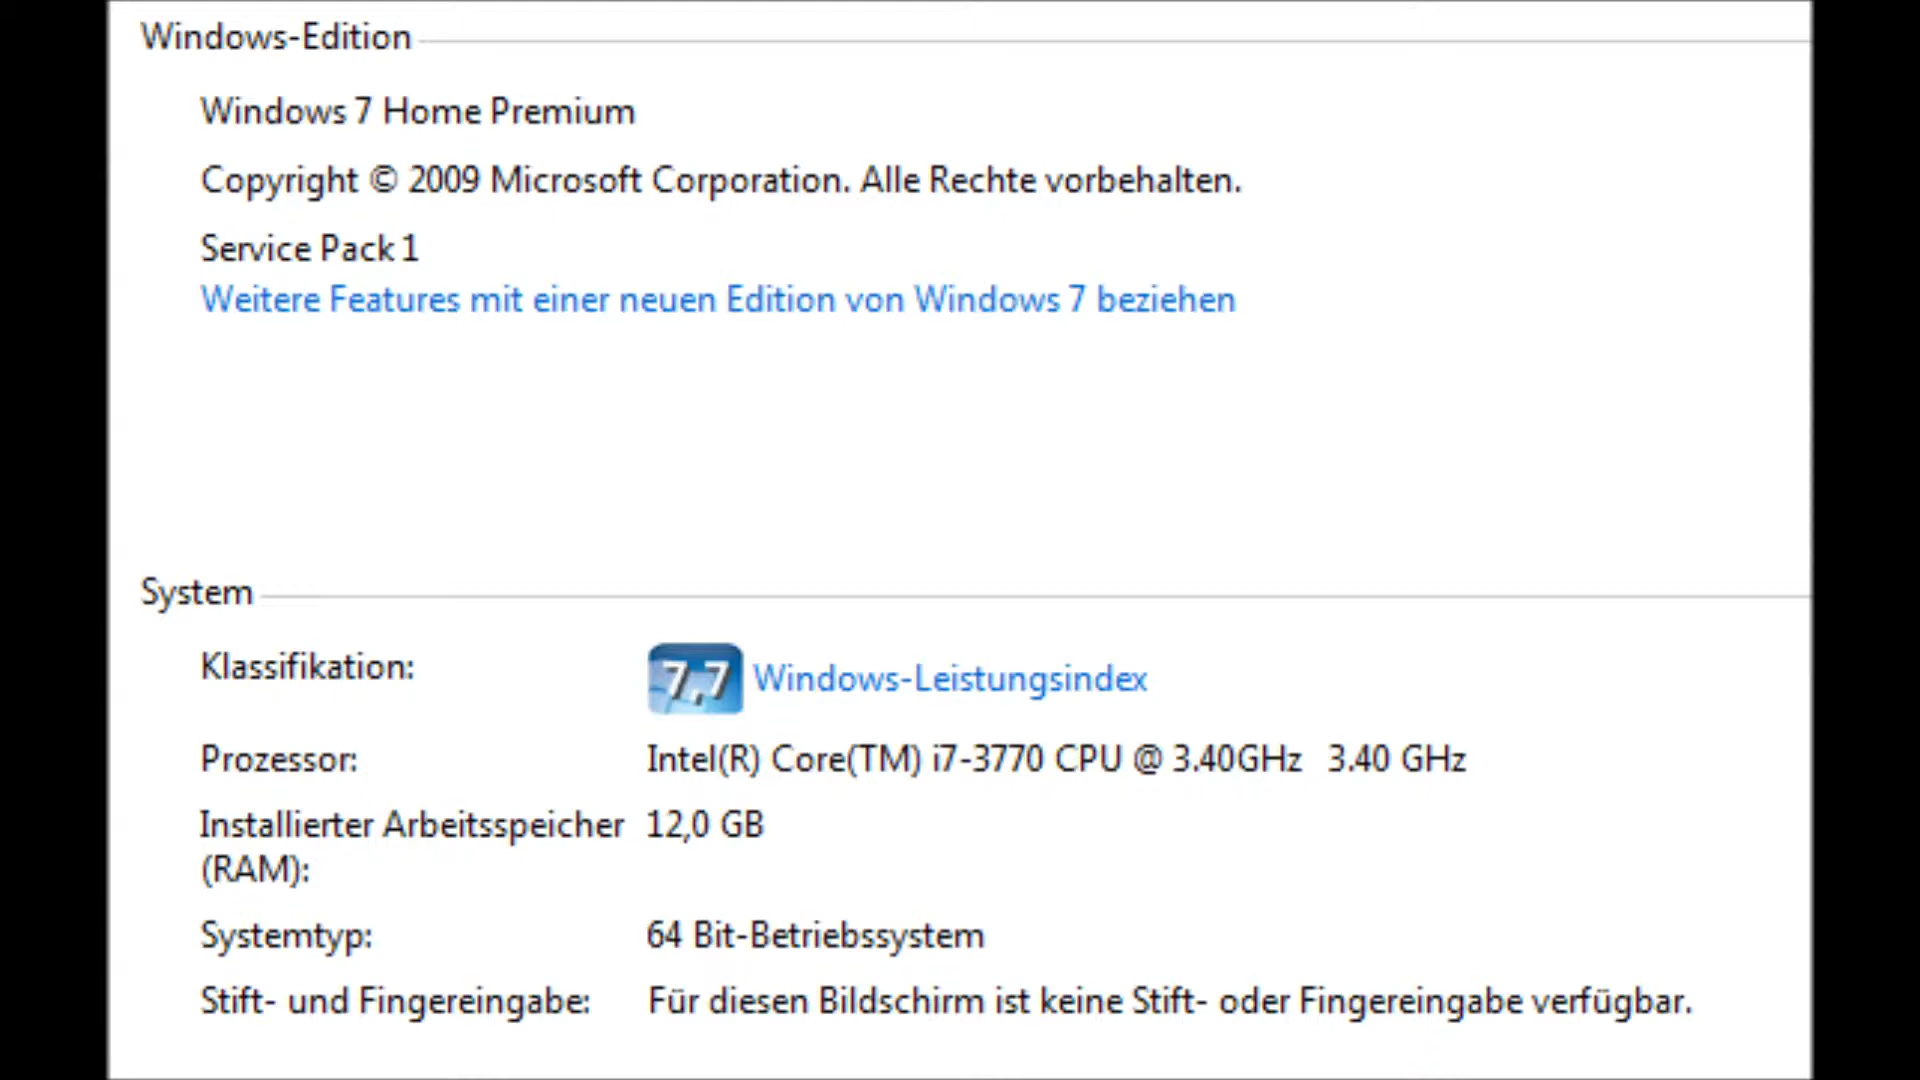 Windows-Edition
Windows 7 Home Premium
Copyright © 2009 Microsoft Corporation. Alle Rechte vorbehalten.
Service Pack 1
Weitere Features mit einer neuen Edition von Windows 7 beziehen
System
Klassifikation:
7,7 Windows-Leistungsindex
Prozessor: Intel(R) Core(TM) i7-3770 CPU @ 3.40GHz 3.40 GHz
Installierter Arbeitsspeicher 12,0 GB
(RAM):
Systemtyp: 64 Bit-Betriebssystem
Stift- und Fingereingabe: Für diesen Bildschirm ist keine Stift- oder Fingereingabe verfügbar.